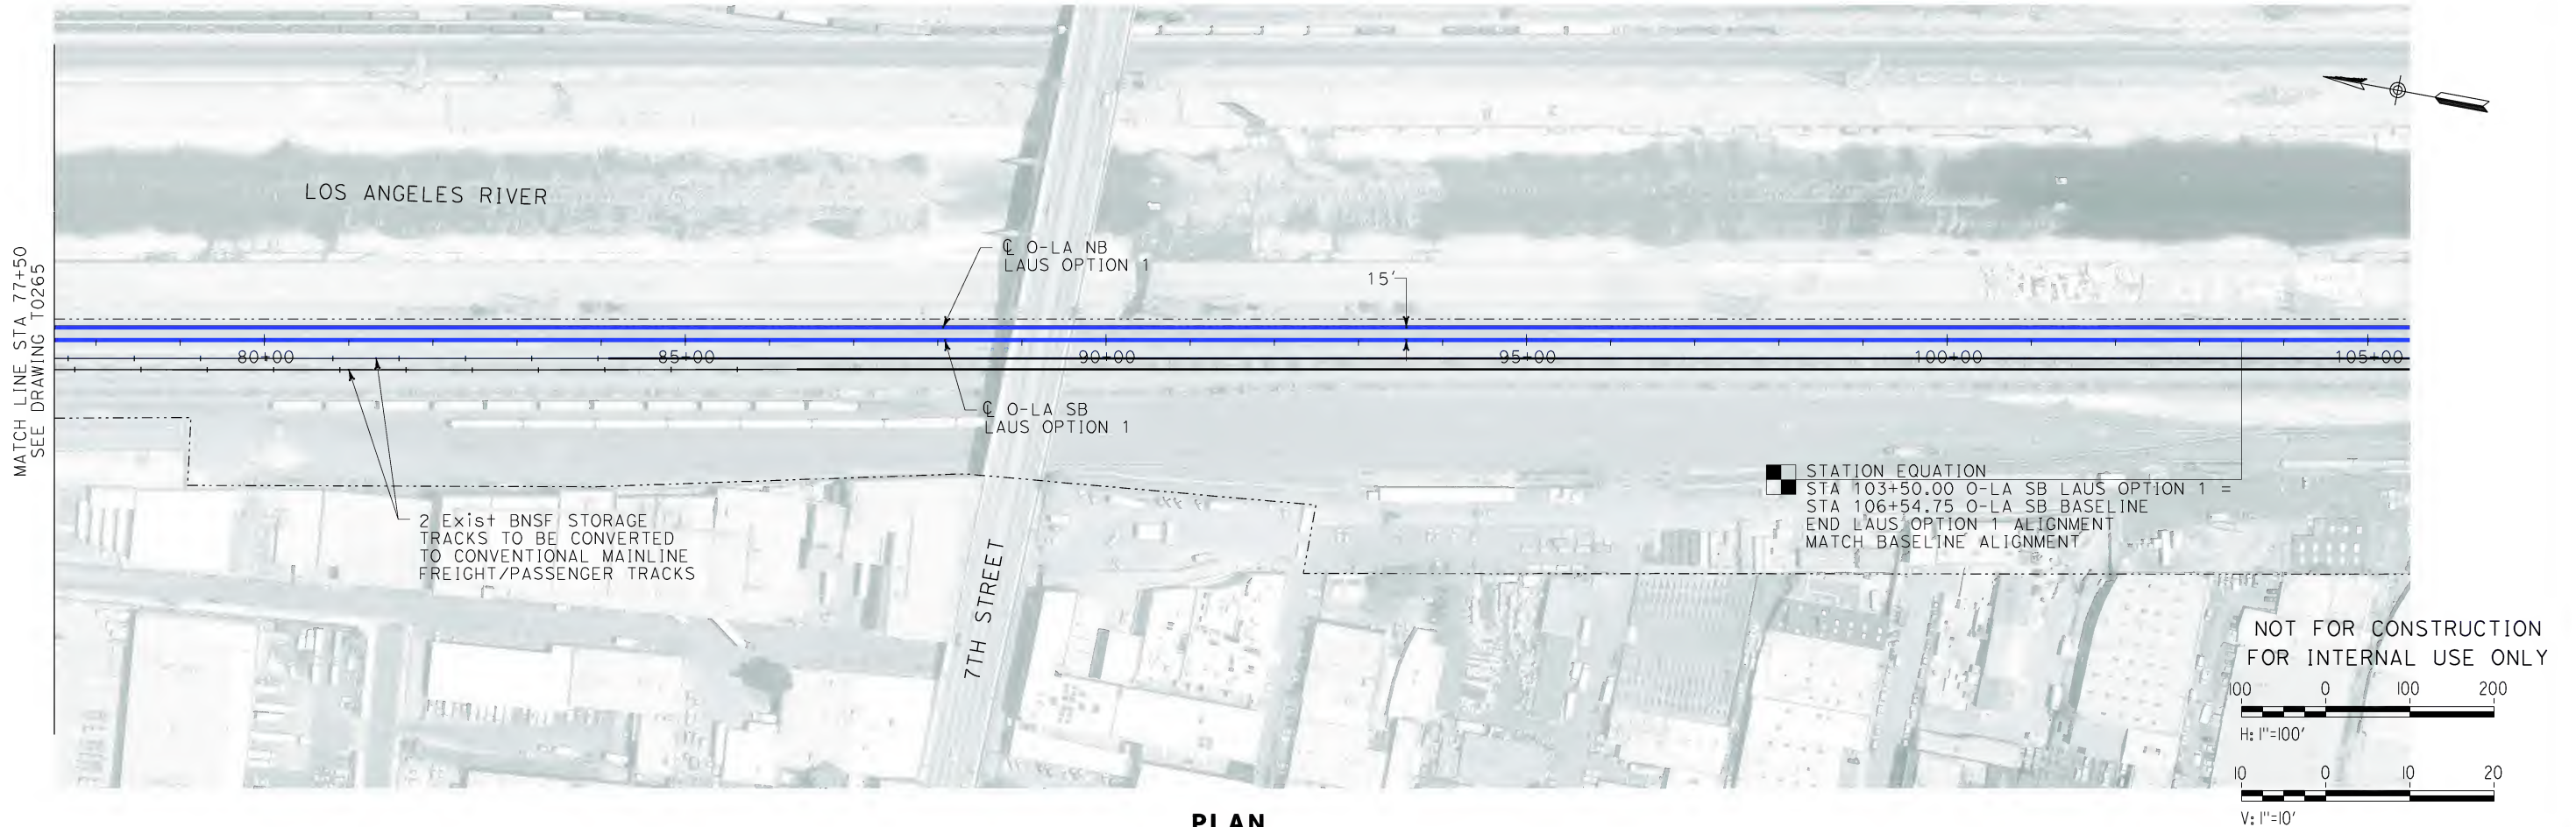 LOS ANGELES RIVER
MATCH LINE STA 77+50
SEE DRAWING T0265
℄ O-LA NB
LAUS OPTION 1
15'
80+00
85+00
90+00
95+00
100+00
105+00
℄ O-LA SB
LAUS OPTION 1
STATION EQUATION
STA 103+50.00 O-LA SB LAUS OPTION 1 =
STA 106+54.75 O-LA SB BASELINE
END LAUS OPTION 1 ALIGNMENT
MATCH BASELINE ALIGNMENT
2 Exist BNSF STORAGE
TRACKS TO BE CONVERTED
TO CONVENTIONAL MAINLINE
FREIGHT/PASSENGER TRACKS
7TH STREET
NOT FOR CONSTRUCTION
FOR INTERNAL USE ONLY
100 0 100 200
H: 1"=100'
10 0 10 20
V: 1"=10'
PLAN